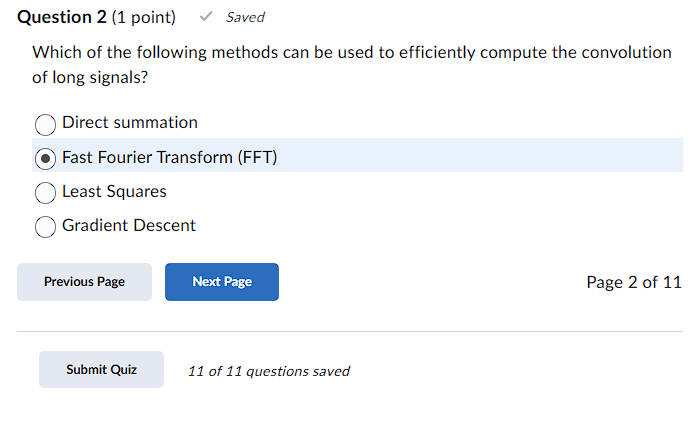 Question 2 (1 point) Saved
Which of the following methods can be used to efficiently compute the convolution
of long signals?
Direct summation
Fast Fourier Transform (FFT)
Least Squares
Gradient Descent
Previous Page Next Page Page 2 of 11
Submit Quiz 11 of 11 questions saved